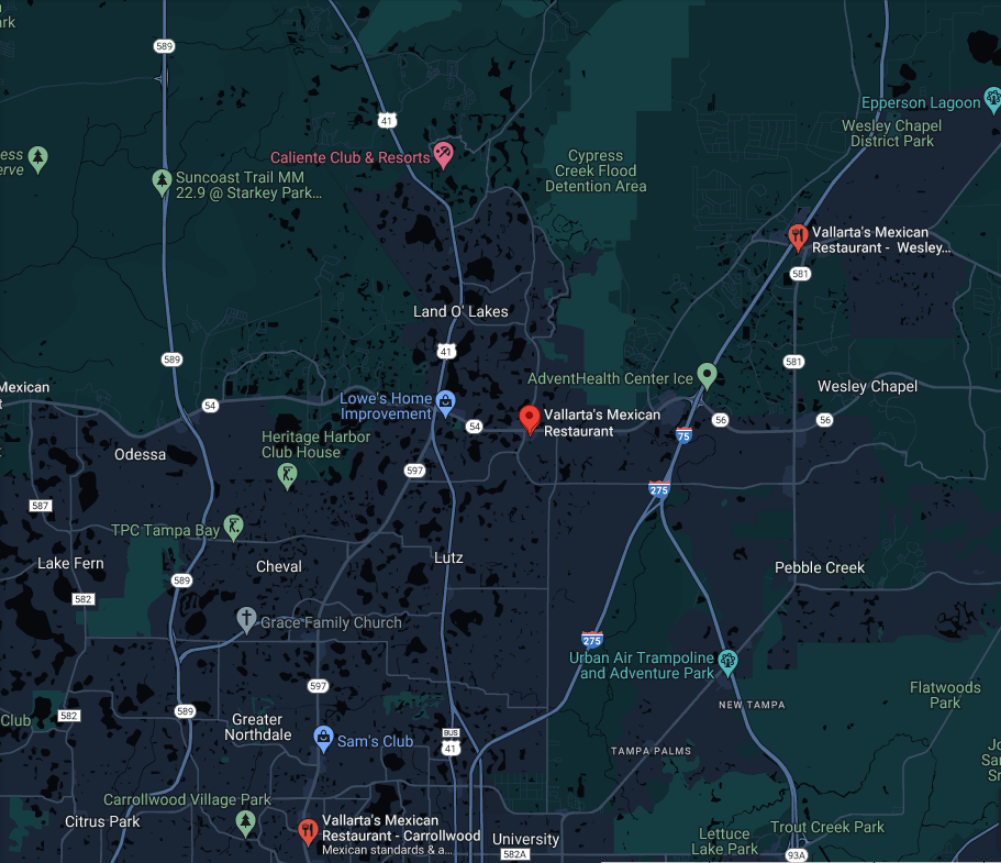 rk
589
41
Epperson Lagoon
Wesley Chapel
District Park
ess
rve
Caliente Club & Resorts
Cypress
Creek Flood
Detention Area
Suncoast Trail MM
22.9 @ Starkey Park...
Vallarta's Mexican
Restaurant - Wesley...
581
Land O' Lakes
41
589
581
Mexican
t
AdventHealth Center Ice
Wesley Chapel
Lowe's Home
Improvement
54
Vallarta's Mexican
Restaurant
54
56
56
75
Heritage Harbor
Club House
Odessa
597
275
587
TPC Tampa Bay
Lake Fern
Cheval
Lutz
Pebble Creek
589
582
Grace Family Church
275
Urban Air Trampoline
and Adventure Park
597
Flatwoods
Park
NEW TAMPA
582
589
Club
Greater
Northdale
BUS
41
Sam's Club
TAMPA PALMS
Jo
Sa
Sr
Carrollwood Village Park
Citrus Park
Vallarta's Mexican
Restaurant - Carrollwood
Mexican standards & a...
University
582A
Lettuce
Lake Park
Trout Creek Park
93A